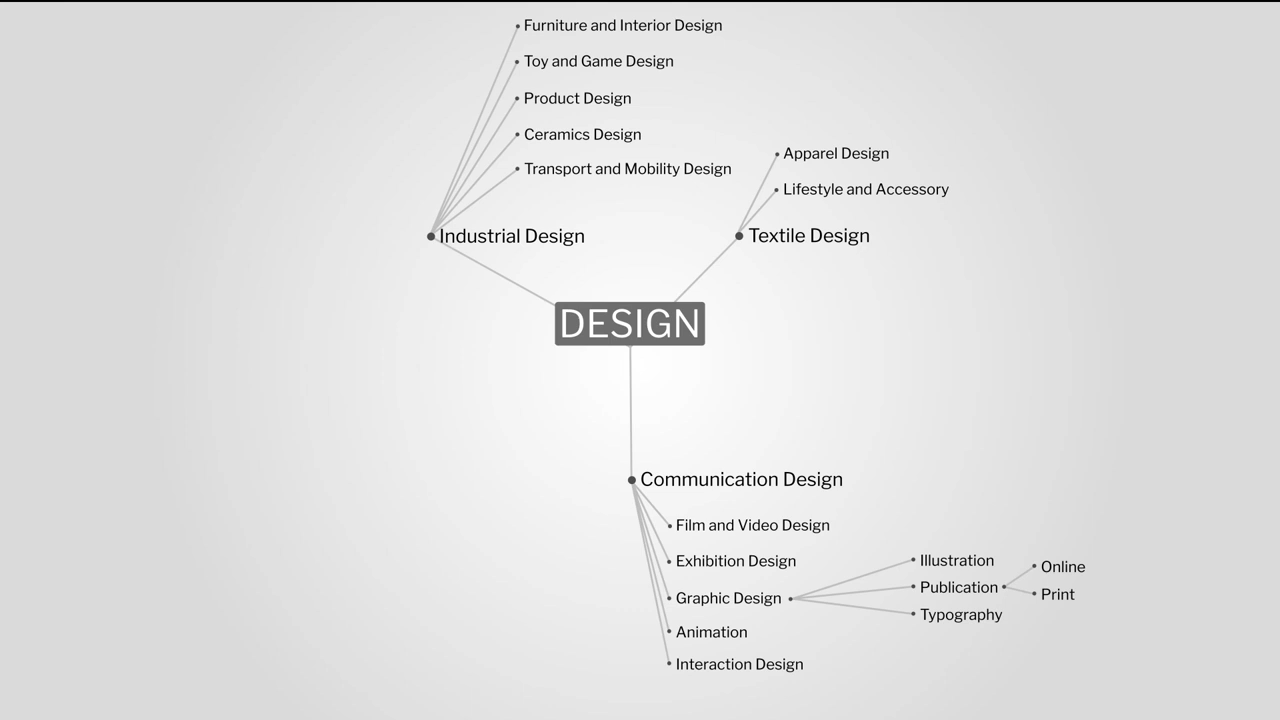 Furniture and Interior Design
Toy and Game Design
Product Design
Ceramics Design
Transport and Mobility Design
Industrial Design
Apparel Design
Lifestyle and Accessory
Textile Design
DESIGN
Communication Design
Film and Video Design
Exhibition Design
Graphic Design
Animation
Interaction Design
Illustration
Publication
Typography
Online
Print